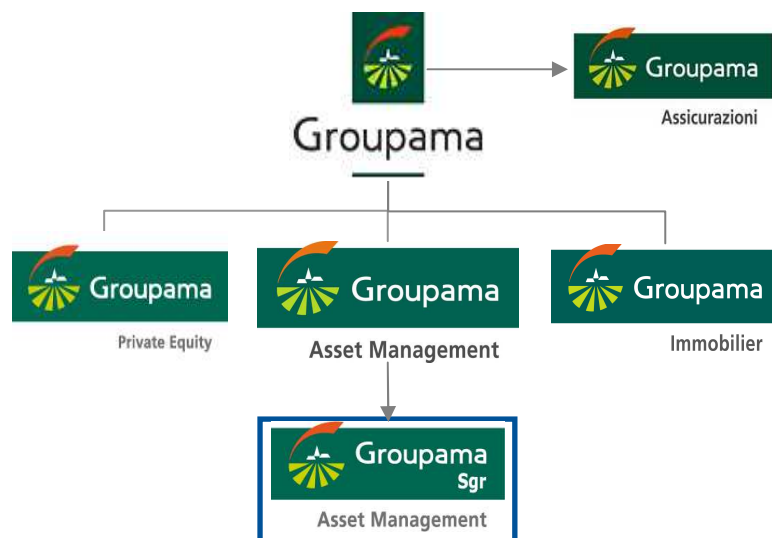 Groupama
Assicurazioni
Groupama
Groupama
Private Equity
Groupama
Asset Management
Groupama
Immobilier
Groupama
Sgr
Asset Management